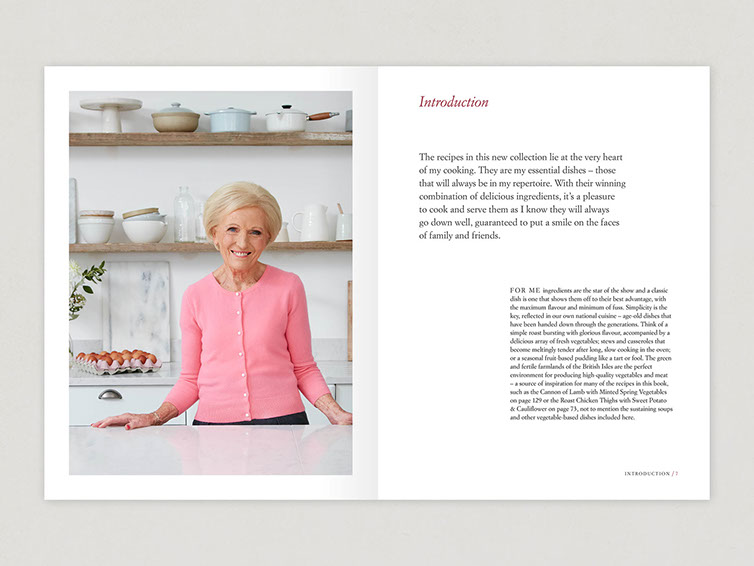 Introduction
The recipes in this new collection lie at the very heart
of my cooking. They are my essential dishes – those
that will always be in my repertoire. With their winning
combination of delicious ingredients, it’s a pleasure
to cook and serve them as I know they will always
go down well, guaranteed to put a smile on the faces
of family and friends.
FOR ME ingredients are the star of the show and a classic
dish is one that shows them off to their best advantage, with
the maximum flavour and minimum of fuss. Simplicity is the
key, reflected in our own national cuisine – age-old dishes that
have been handed down through the generations. Think of a
simple roast bursting with glorious flavour, accompanied by a
delicious array of fresh vegetables; stews and casseroles that
become meltingly tender after long, slow cooking in the oven;
or a seasonal fruit-based pudding like a tart or fool. The green
and fertile farmlands of the British Isles are the perfect
environment for producing high-quality vegetables and meat
– a source of inspiration for many of the recipes in this book,
such as the Cannon of Lamb with Minted Spring Vegetables
on page 129 or the Roast Chicken Thighs with Sweet Potato
& Cauliflower on page 73, not to mention the sustaining soups
and other vegetable-based dishes included here.
INTRODUCTION / 7